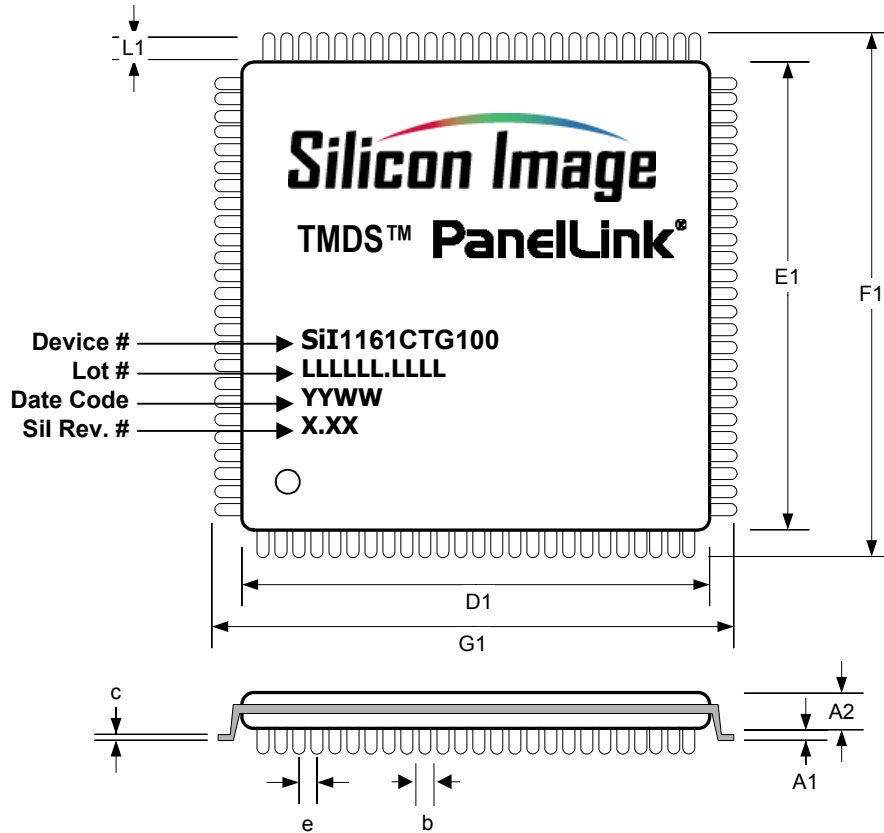 L1
Silicon Image
TMDS™ PanelLink®
E1
F1
Device # SiI1161CTG100
Lot # LLLLLL.LLLL
Date Code YYWW
SiI Rev. # X.XX
D1
G1
c
A2
A1
e
b